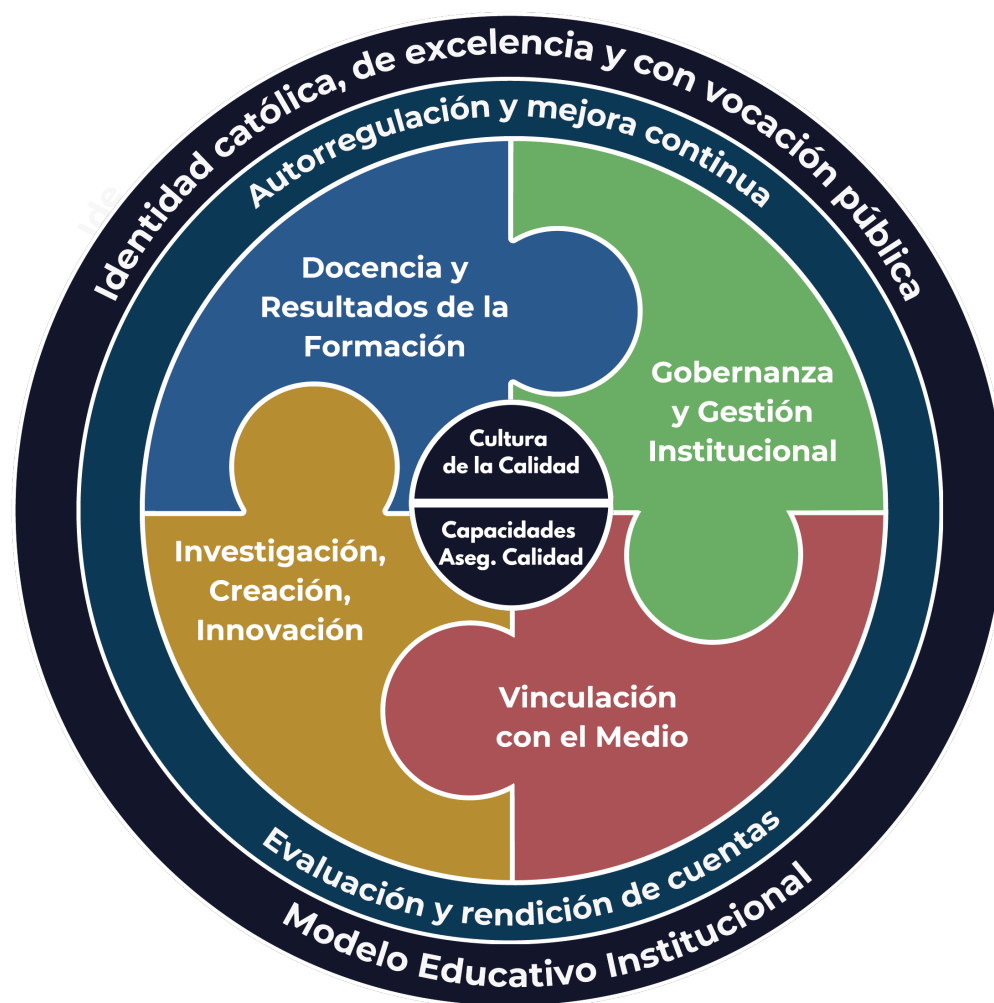 Identidad católica, de excelencia y con vocación pública
Autorregulación y mejora continua
Docencia y
Resultados de la
Formación
Gobernanza
y Gestión
Institucional
Cultura
de la Calidad
Capacidades
Aseg. Calidad
Investigación,
Creación,
Innovación
Vinculación
con el Medio
Evaluación y rendición de cuentas
Modelo Educativo Institucional
Ide